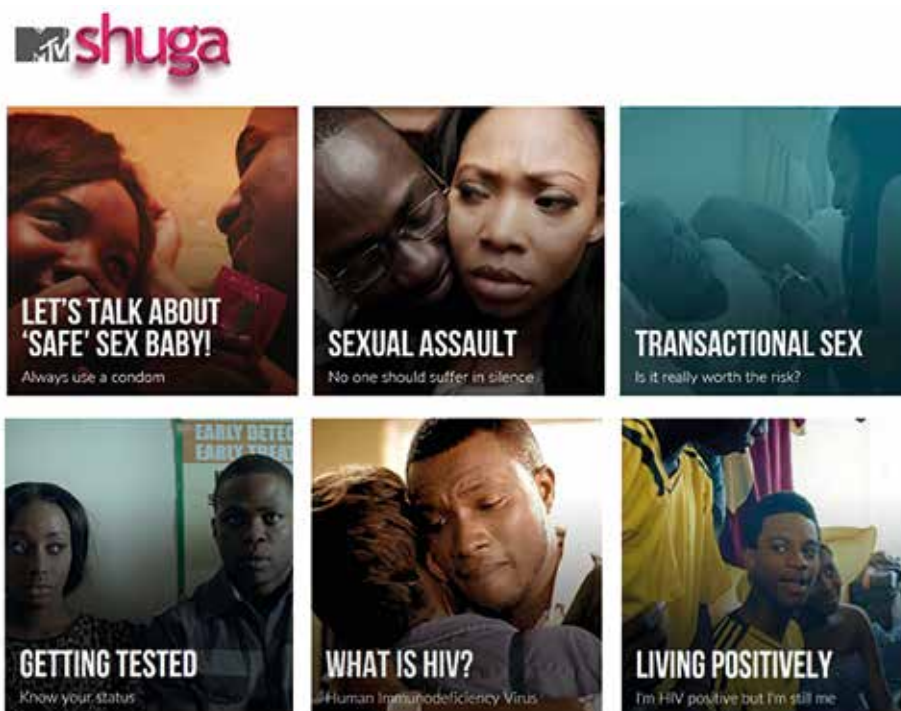 MTV shuga
LET'S TALK ABOUT
'SAFE' SEX BABY!
Always use a condom
SEXUAL ASSAULT
No one should suffer in silence
TRANSACTIONAL SEX
Is it really worth the risk?
EARLY DETEC
EARLY TREAT
GETTING TESTED
Know your status
WHAT IS HIV?
Human Immunodeficiency Virus
LIVING POSITIVELY
I'm HIV positive but I'm still me